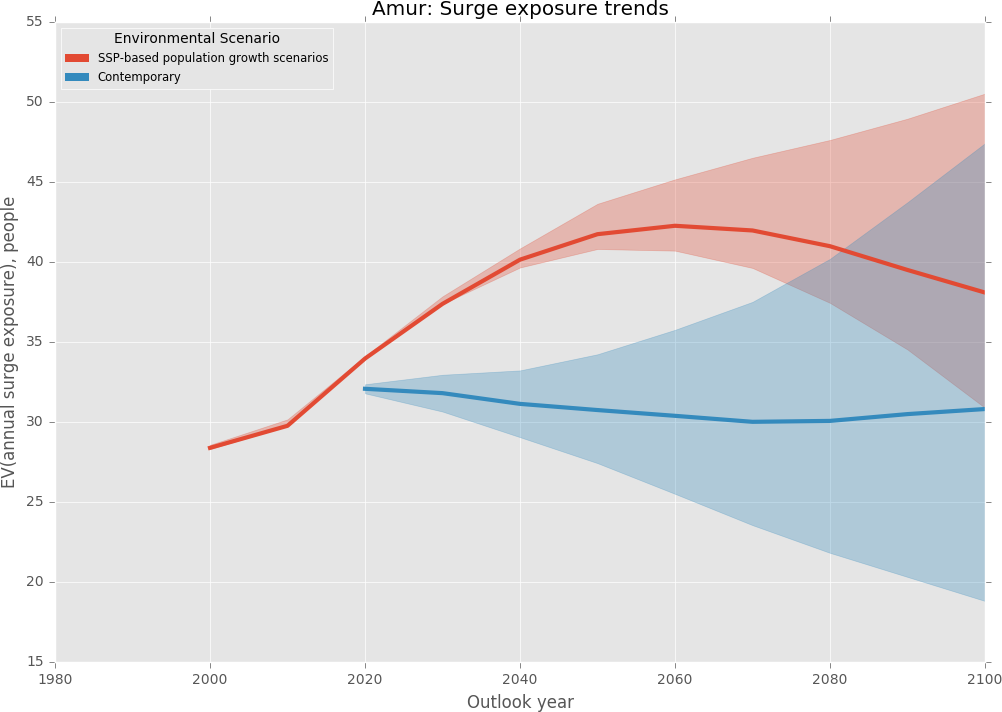 Amur: Surge exposure trends
Environmental Scenario
SSP-based population growth scenarios
Contemporary
EV(annual surge exposure), people
55
50
45
40
35
30
25
20
15
1980 2000 2020 2040 2060 2080 2100
Outlook year